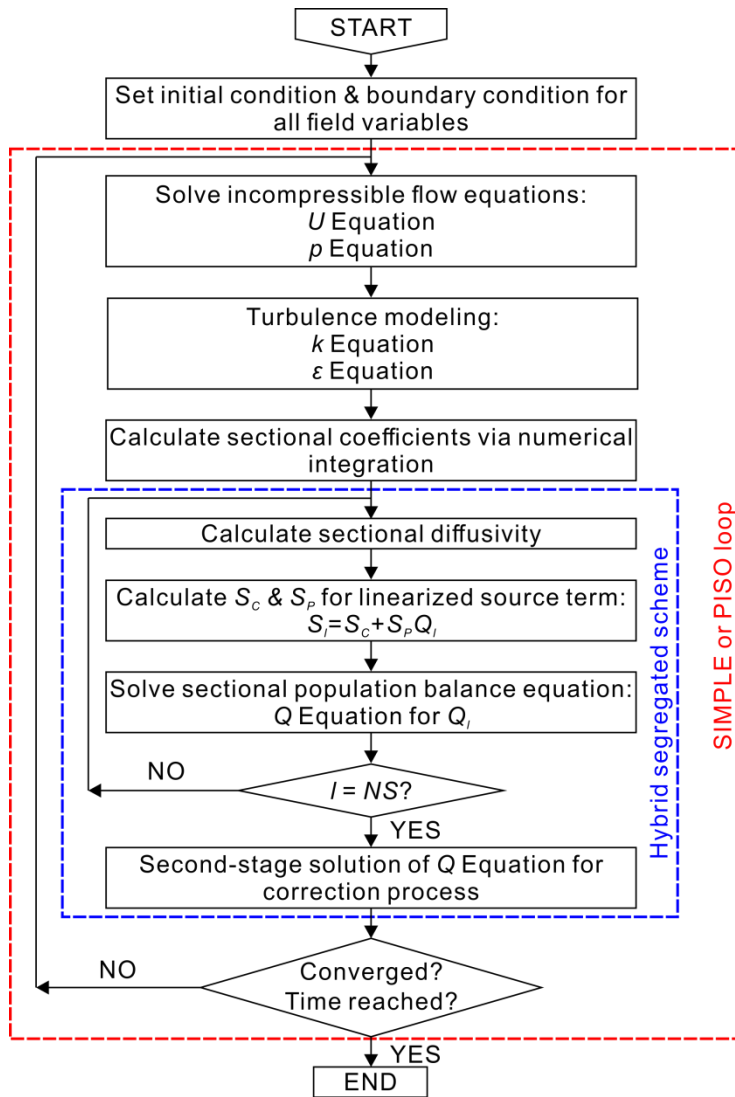 START
Set initial condition & boundary condition for
all field variables
Solve incompressible flow equations:
U Equation
p Equation
Turbulence modeling:
k Equation
ε Equation
Calculate sectional coefficients via numerical
integration
Calculate sectional diffusivity
Calculate S_C & S_P for linearized source term:
S_I=S_C+S_PQ_I
Solve sectional population balance equation:
Q Equation for Q_I
NO
I = NS?
YES
Second-stage solution of Q Equation for
correction process
Hybrid segregated scheme
NO
Converged?
Time reached?
YES
END
SIMPLE or PISO loop